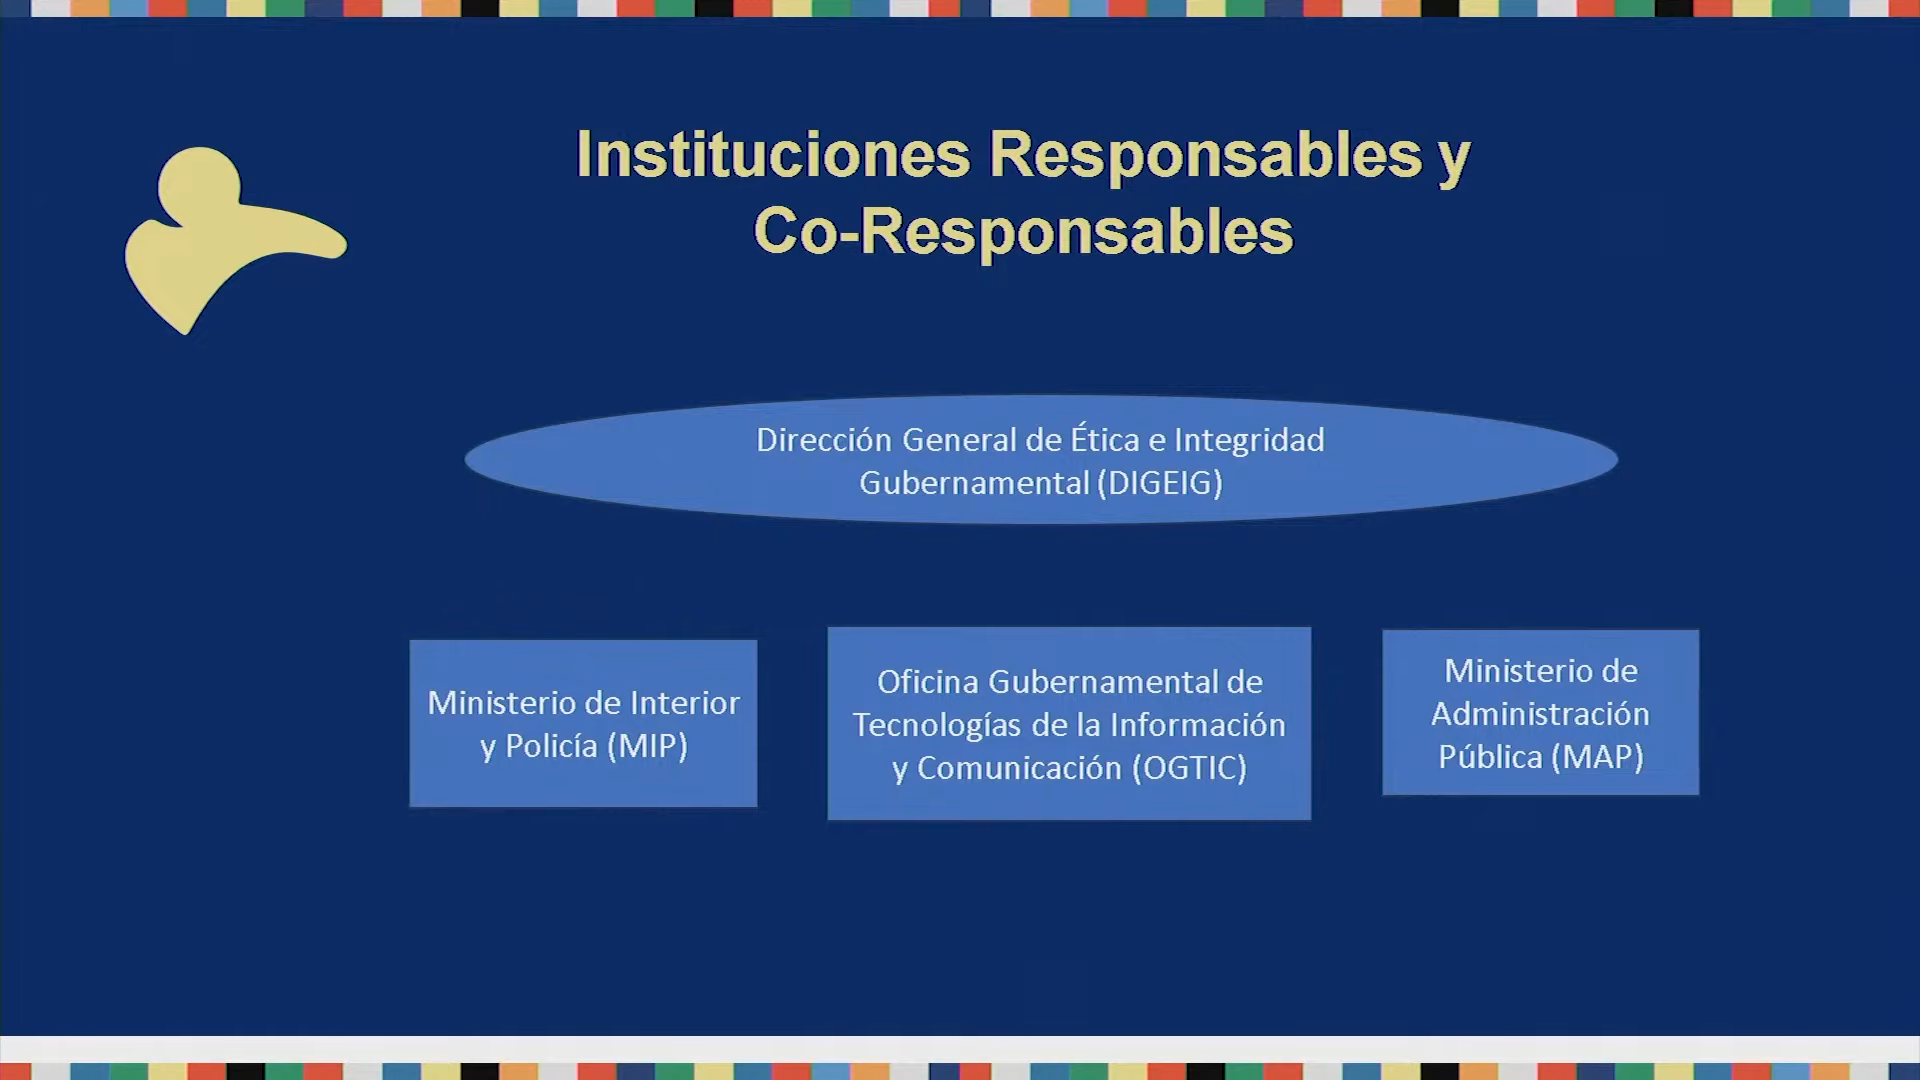 Instituciones Responsables y
Co-Responsables
Dirección General de Ética e Integridad
Gubernamental (DIGEIG)
Ministerio de Interior
y Policía (MIP)
Oficina Gubernamental de
Tecnologías de la Información
y Comunicación (OGTIC)
Ministerio de
Administración
Pública (MAP)